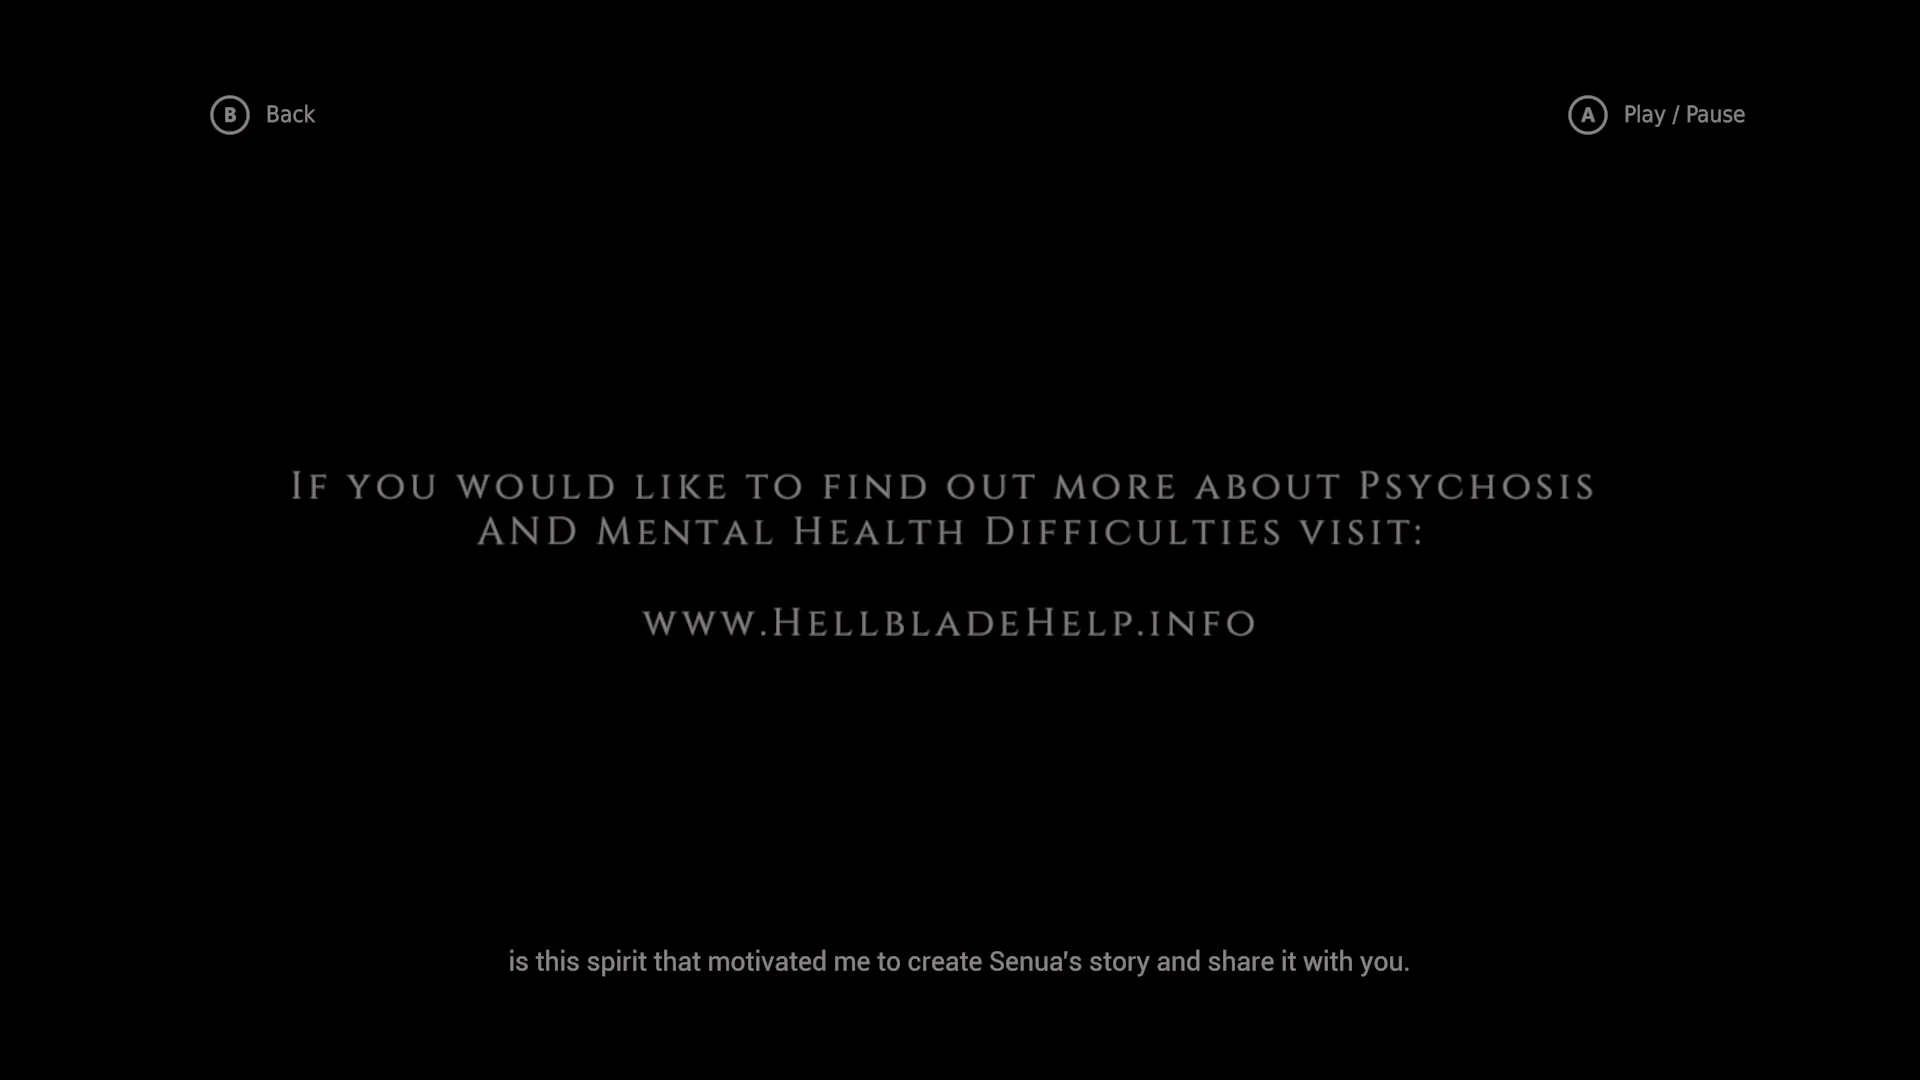 B Back
A Play / Pause
If you would like to find out more about Psychosis
and Mental Health Difficulties visit:
www.HellbladeHelp.info
is this spirit that motivated me to create Senua's story and share it with you.